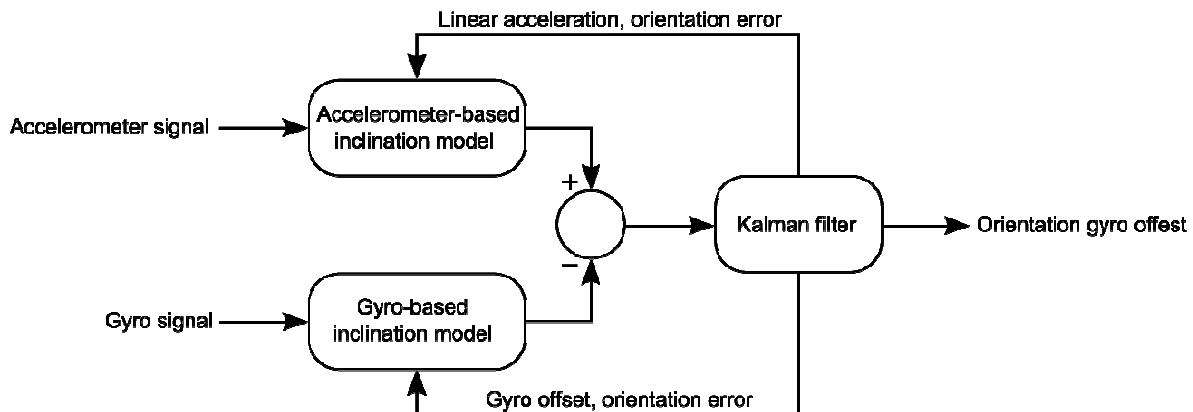 Linear acceleration, orientation error
Accelerometer signal
Accelerometer-based
inclination model
+
Kalman filter
Orientation gyro offest
−
Gyro signal
Gyro-based
inclination model
Gyro offset, orientation error